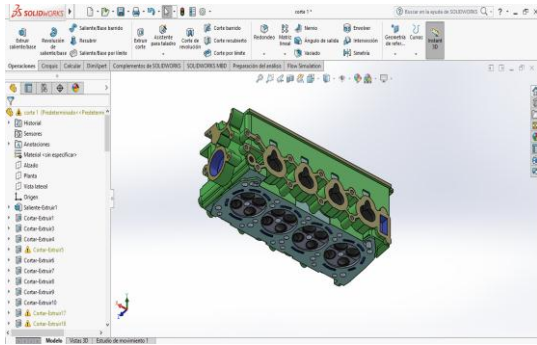 SOLIDWORKS
corte 1 *
Buscar en la ayuda de SOLIDWORKS
Extruir saliente/base
Revolución de saliente/base
Saliente/Base barrido
Recubrir
Saliente/Base por límite
Extruir corte
Asistente para taladro
Corte de revolución
Corte barrido
Corte recubierto
Corte por límite
Redondeo
Matriz lineal
Nervio
Ángulo de salida
Vaciado
Envolver
Intersección
Simetría
Geometría de refer...
Curvas
Instant 3D
Operaciones
Croquis
Calcular
DimXpert
Complementos de SOLIDWORKS
SOLIDWORKS MBD
Preparación del análisis
Flow Simulation
corte 1 (Predeterminado<<Predeterm
Historial
Sensores
Anotaciones
Material <sin especificar>
Alzado
Planta
Vista lateral
Origen
Saliente-Extruir1
Cortar-Extruir1
Cortar-Extruir3
Cortar-Extruir4
Cortar-Extruir5
Cortar-Extruir6
Cortar-Extruir7
Cortar-Extruir8
Cortar-Extruir9
Cortar-Extruir10
Cortar-Extruir17
Cortar-Extruir18
Modelo
Vistas 3D
Estudio de movimiento 1